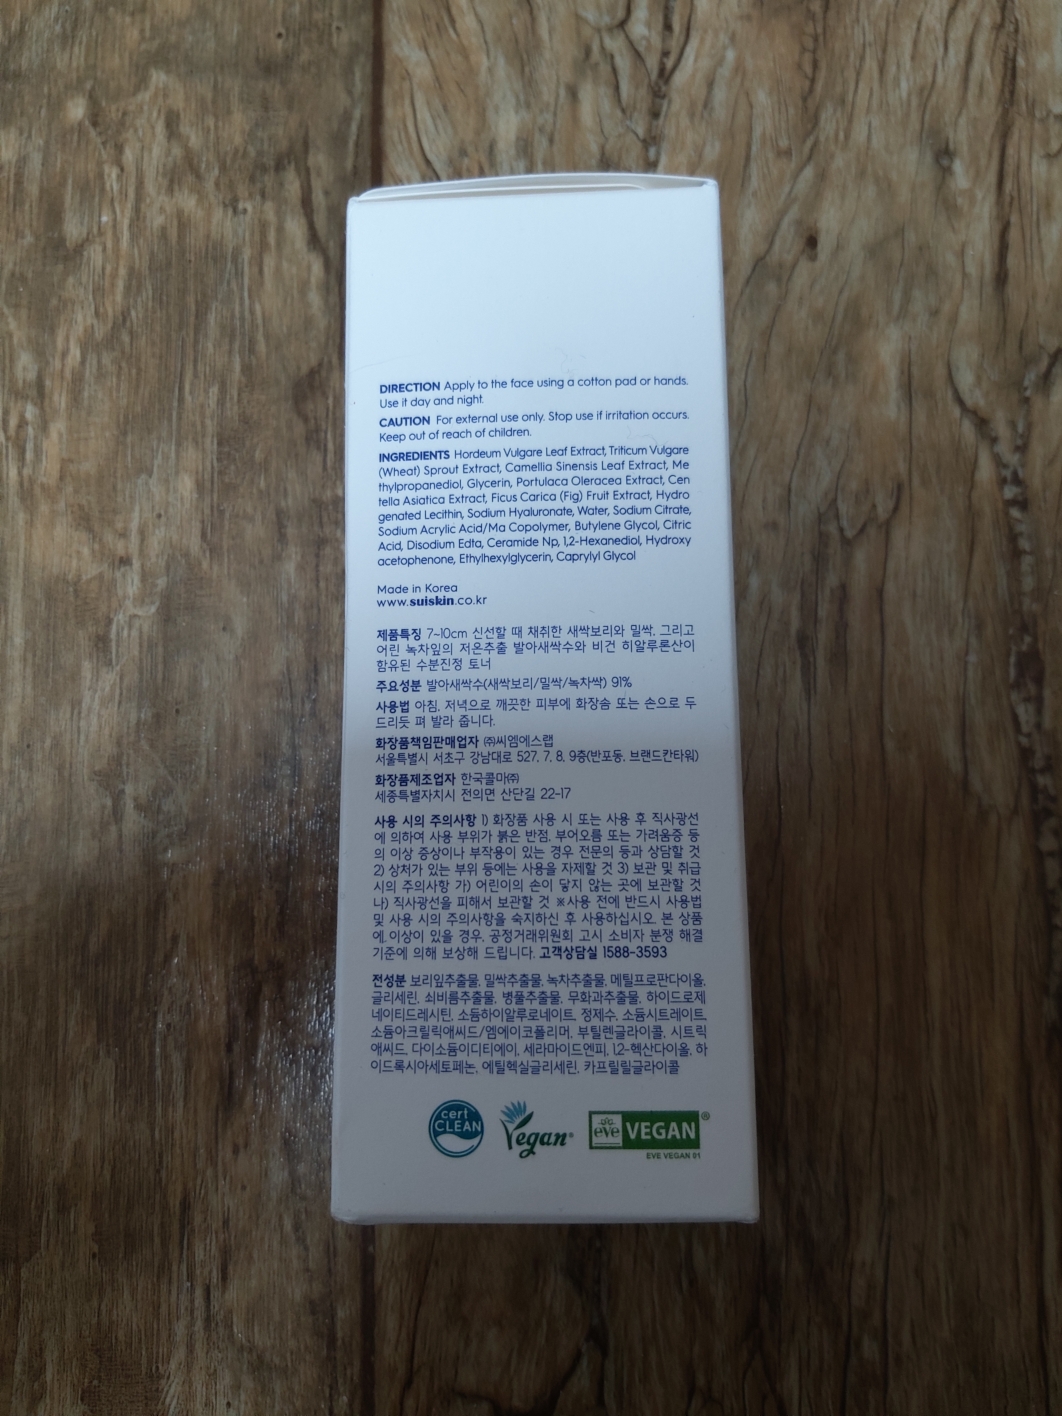 DIRECTION Apply to the face using a cotton pad or hands.
Use it day and night.
CAUTION For external use only. Stop use if irritation occurs.
Keep out of reach of children.
INGREDIENTS Hordeum Vulgare Leaf Extract, Triticum Vulgare
(Wheat) Sprout Extract, Camellia Sinensis Leaf Extract, Me
thylpropanediol, Glycerin, Portulaca Oleracea Extract, Cen
tella Asiatica Extract, Ficus Carica (Fig) Fruit Extract, Hydro
genated Lecithin, Sodium Hyaluronate, Water, Sodium Citrate,
Sodium Acrylic Acid/Ma Copolymer, Butylene Glycol, Citric
Acid, Disodium Edta, Ceramide Np, 1,2-Hexanediol, Hydroxy
acetophenone, Ethylhexylglycerin, Caprylyl Glycol
Made in Korea
www.suiskin.co.kr
제품특징 7~10cm 신선할 때 채취한 새싹보리와 밀싹, 그리고
어린 녹차잎의 저온추출 발아새싹수와 비건 히알루론산이
함유된 수분진정 토너
주요성분 발아새싹수(새싹보리/밀싹/녹차싹) 91%
사용법 아침, 저녁으로 깨끗한 피부에 화장솜 또는 손으로 두
드리듯 펴 발라 줍니다.
화장품책임판매업자 ㈜씨엠에스랩
서울특별시 서초구 강남대로 527, 7, 8, 9층(반포동, 브랜드칸타워)
화장품제조업자 한국콜마㈜
세종특별자치시 전의면 산단길 22-17
사용 시의 주의사항 1) 화장품 사용 시 또는 사용 후 직사광선
에 의하여 사용 부위가 붉은 반점, 부어오름 또는 가려움증 등
의 이상 증상이나 부작용이 있는 경우 전문의 등과 상담할 것
2) 상처가 있는 부위 등에는 사용을 자제할 것 3) 보관 및 취급
시의 주의사항 가) 어린이의 손이 닿지 않는 곳에 보관할 것
나) 직사광선을 피해서 보관할 것 ※사용 전에 반드시 사용법
및 사용 시의 주의사항을 숙지하신 후 사용하십시오. 본 상품
에 이상이 있을 경우, 공정거래위원회 고시 소비자 분쟁 해결
기준에 의해 보상해 드립니다. 고객상담실 1588-3593
전성분 보리잎추출물, 밀싹추출물, 녹차추출물, 메틸프로판다이올,
글리세린, 쇠비름추출물, 병풀추출물, 무화과추출물, 하이드로제
네이티드레시틴, 소듐하이알루로네이트, 정제수, 소듐시트레이트,
소듐아크릴릭애씨드/엠에이코폴리머, 부틸렌글라이콜, 시트릭
애씨드, 다이소듐이디티에이, 세라마이드엔피, 1,2-헥산다이올, 하
이드록시아세토페논, 에틸헥실글리세린, 카프릴릴글라이콜
cert
CLEAN
Vegan®
eve VEGAN®
EVE VEGAN 01